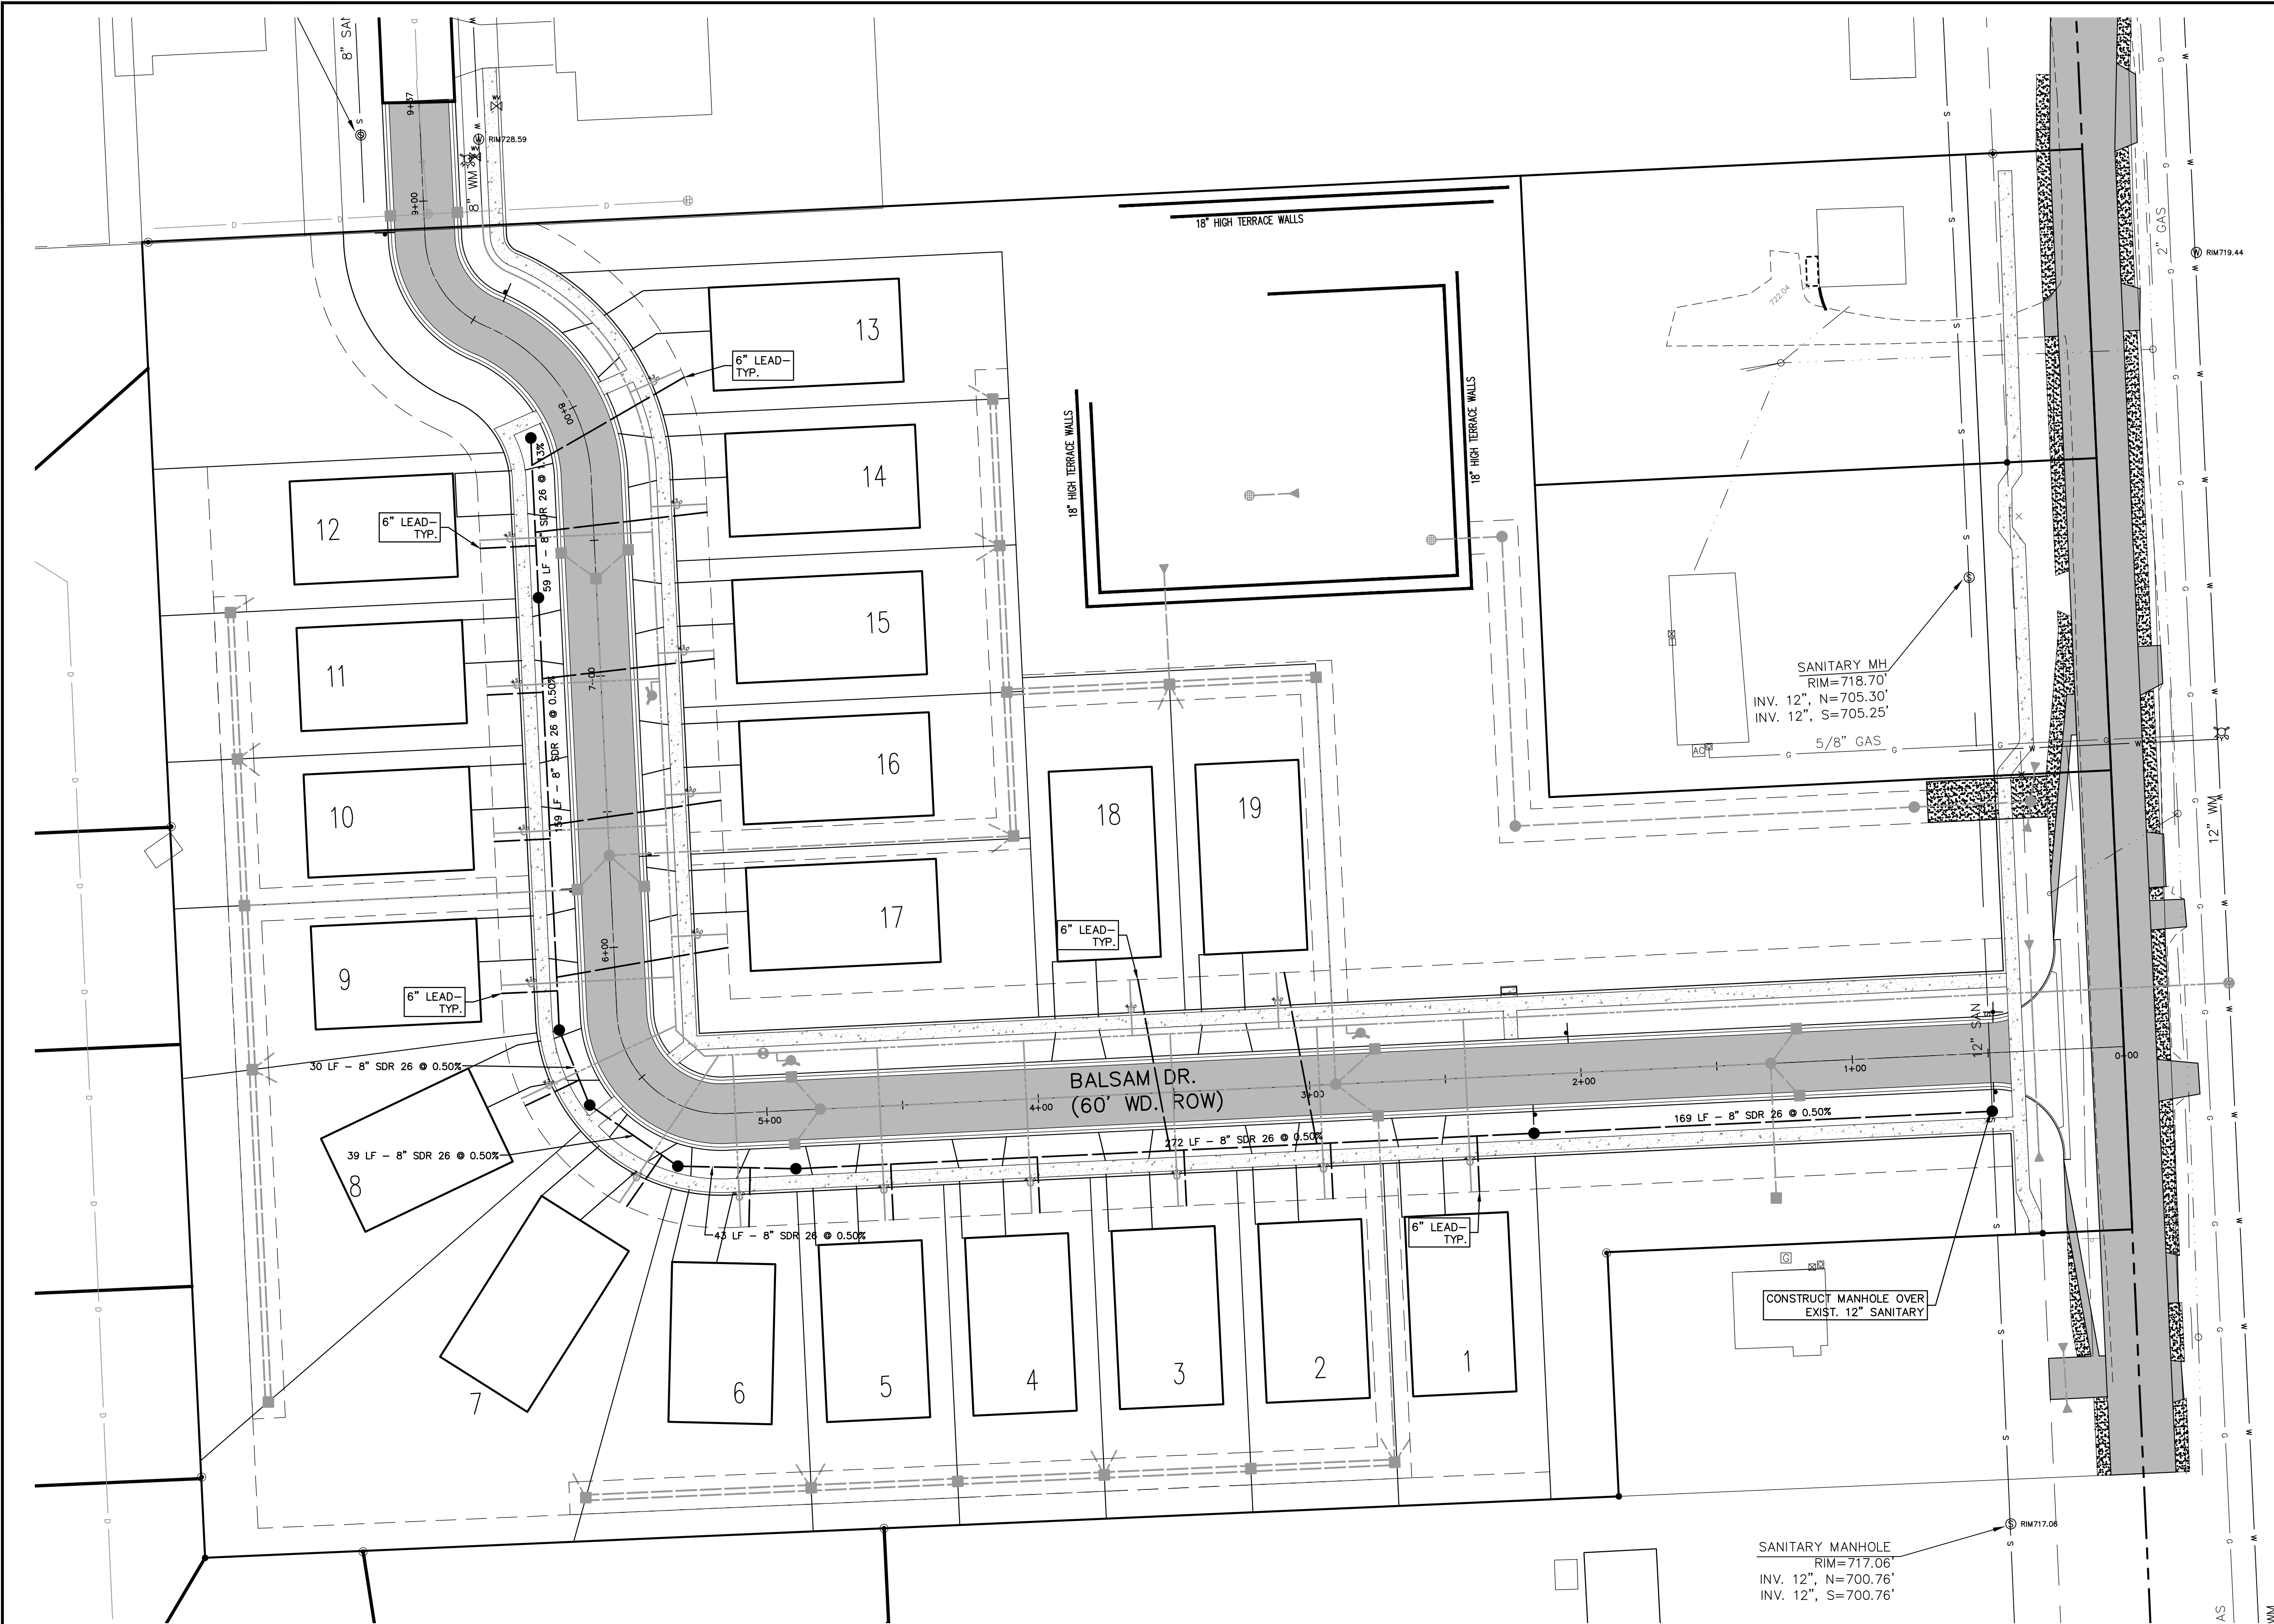 8" SAN
9+37
9+00
W
WV
RIM728.59
8" WM
D
D
D
18" HIGH TERRACE WALLS
18" HIGH TERRACE WALLS
18" HIGH TERRACE WALLS
722.04
2" GAS
RIM719.44
13
6" LEAD-
TYP.
8+00
14
12
6" LEAD-
TYP.
59 LF - 8" SDR 26 @ 1.13%
15
11
7+00
159 LF - 8" SDR 26 @ 0.50%
16
10
18
19
SANITARY MH
RIM=718.70'
INV. 12", N=705.30'
INV. 12", S=705.25'
AC
5/8" GAS
12" WM
17
9
6+00
6" LEAD-
TYP.
6" LEAD-
TYP.
12" SAN
30 LF - 8" SDR 26 @ 0.50%
39 LF - 8" SDR 26 @ 0.50%
8
BALSAM DR.
(60' WD. ROW)
5+00
4+00
3+00
2+00
1+00
0+00
272 LF - 8" SDR 26 @ 0.50%
169 LF - 8" SDR 26 @ 0.50%
43 LF - 8" SDR 26 @ 0.50%
6" LEAD-
TYP.
G
CONSTRUCT MANHOLE OVER
EXIST. 12" SANITARY
7
6
5
4
3
2
1
S
RIM717.06
SANITARY MANHOLE
RIM=717.06'
INV. 12", N=700.76'
INV. 12", S=700.76'
AS
WM